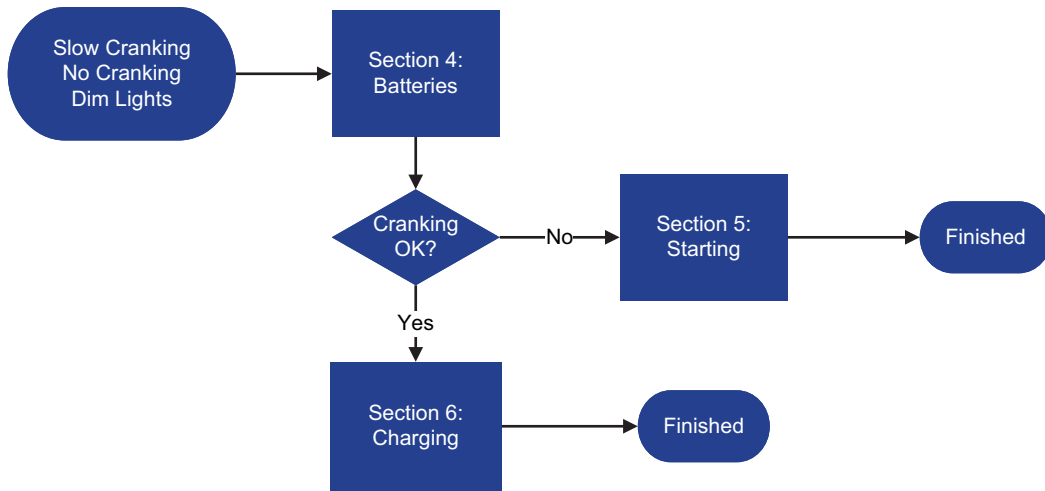 Slow Cranking
No Cranking
Dim Lights
Section 4:
Batteries
Cranking
OK?
No
Section 5:
Starting
Finished
Yes
Section 6:
Charging
Finished